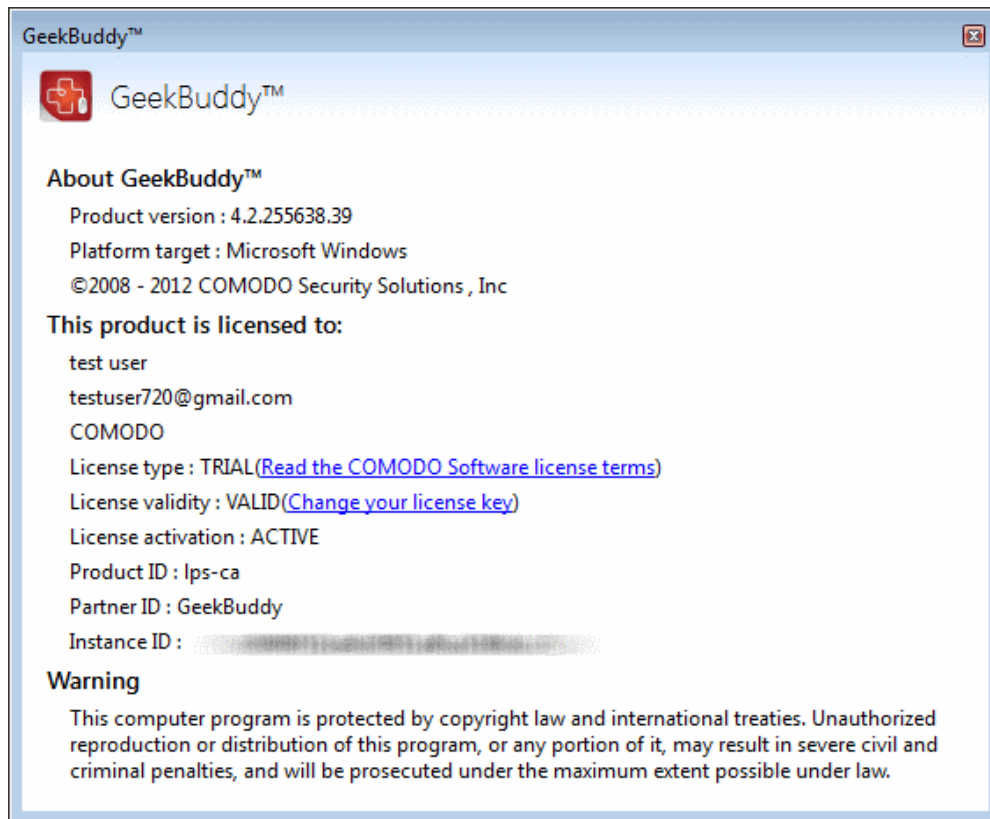 GeekBuddy™
GeekBuddy™
About GeekBuddy™
Product version : 4.2.255638.39
Platform target : Microsoft Windows
©2008 - 2012 COMODO Security Solutions , Inc
This product is licensed to:
test user
testuser720@gmail.com
COMODO
License type : TRIAL(Read the COMODO Software license terms)
License validity : VALID(Change your license key)
License activation : ACTIVE
Product ID : lps-ca
Partner ID : GeekBuddy
Instance ID :
Warning
This computer program is protected by copyright law and international treaties. Unauthorized
reproduction or distribution of this program, or any portion of it, may result in severe civil and
criminal penalties, and will be prosecuted under the maximum extent possible under law.